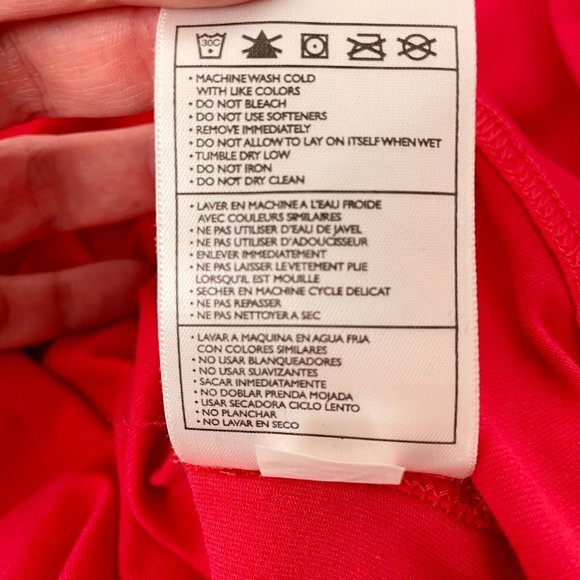 30C
• MACHINE WASH COLD
WITH LIKE COLORS
• DO NOT BLEACH
• DO NOT USE SOFTENERS
• REMOVE IMMEDIATELY
• DO NOT ALLOW TO LAY ON ITSELF WHEN WET
• TUMBLE DRY LOW
• DO NOT IRON
• DO NOT DRY CLEAN
• LAVER EN MACHINE A L'EAU FROIDE
AVEC COULEURS SIMILAIRES
• NE PAS UTILISER D'EAU DE JAVEL
• NE PAS UTILISER D'ADOUCISSEUR
• ENLEVER IMMEDIATEMENT
• NE PAS LAISSER LE VETEMENT PLIE
LORSQU'IL EST MOUILLE
• SECHER EN MACHINE CYCLE DELICAT
• NE PAS REPASSER
• NE PAS NETTOYER A SEC
• LAVAR A MAQUINA EN AGUA FRIA
CON COLORES SIMILARES
• NO USAR BLANQUEADORES
• NO USAR SUAVIZANTES
• SACAR INMEDIATAMENTE
• NO DOBLAR PRENDA MOJADA
• USAR SECADORA CICLO LENTO
• NO PLANCHAR
• NO LAVAR EN SECO